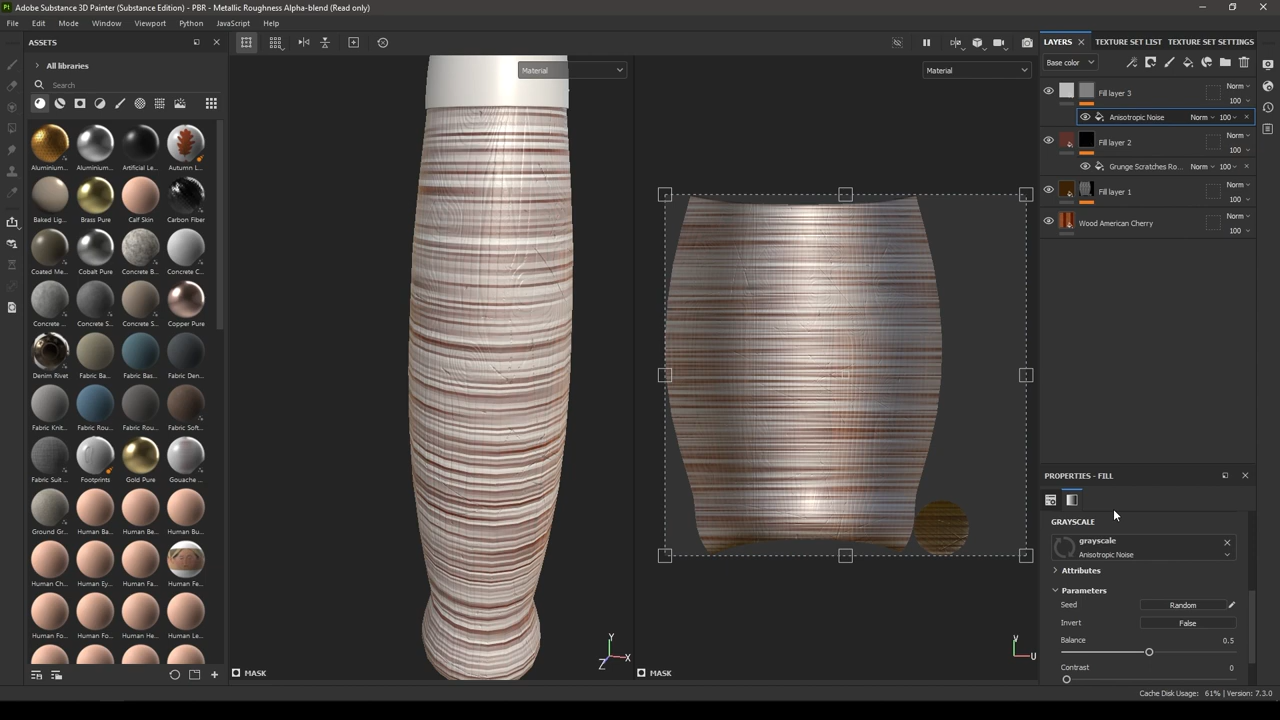 Pt Adobe Substance 3D Painter (Substance Edition) - PBR - Metallic Roughness Alpha-blend (Read only)
File Edit Mode Window Viewport Python JavaScript Help
ASSETS
All libraries
Search
Aluminium... Aluminium... Artificial Le... Autumn L...
Baked Lig... Brass Pure Calf Skin Carbon Fiber
Coated Me... Cobalt Pure Concrete B... Concrete C...
Concrete ... Concrete S... Concrete S... Copper Pure
Denim Rivet Fabric Ba... Fabric Bas... Fabric Den...
Fabric Knit... Fabric Rou... Fabric Rou... Fabric Soft...
Fabric Suit ... Footprints Gold Pure Gouache ...
Ground Gr... Human Ba... Human Be... Human Bu...
Human Ch... Human Ey... Human Fa... Human Fe...
Human Fo... Human Fo... Human He... Human Le...
Material
Y
Z X
MASK
Material
V
U
MASK
LAYERS TEXTURE SET LIST TEXTURE SET SETTINGS
Base color
Fill layer 3 Norm 100
Anisotropic Noise Norm 100
Fill layer 2 Norm 100
Grunge Scratches Ro... Norm 100
Fill layer 1 Norm 100
Wood American Cherry Norm 100
PROPERTIES - FILL
GRAYSCALE
grayscale
Anisotropic Noise
Attributes
Parameters
Seed Random
Invert False
Balance 0.5
Contrast 0
Cache Disk Usage: 61% | Version: 7.3.0